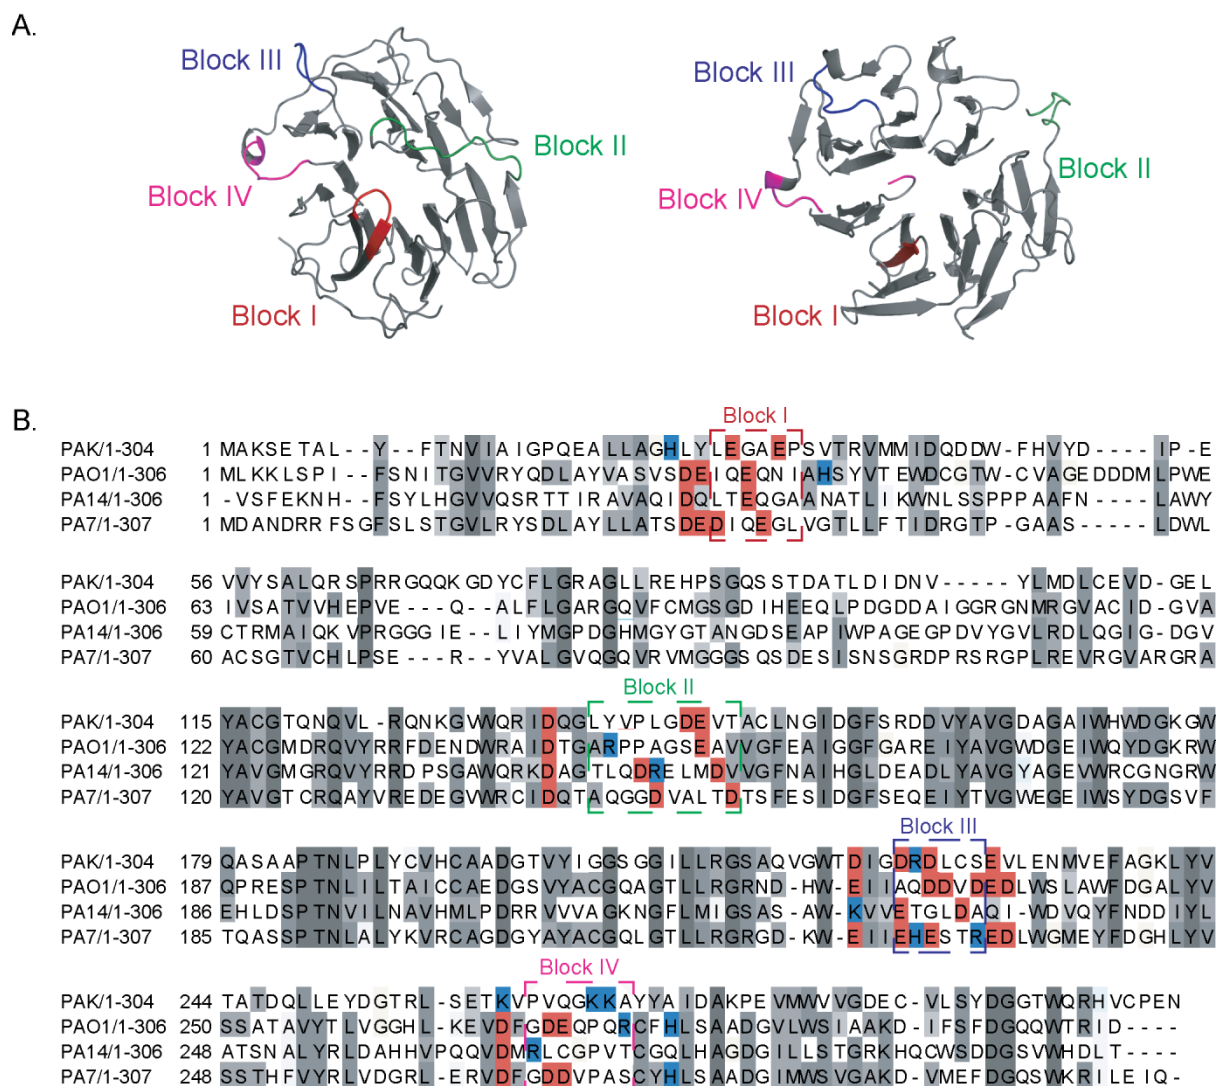 A.
Block III
Block II
Block IV
Block I
Block III
Block II
Block IV
Block I
B.
Block I
PAK/1-304 1 MAKSETAL--Y--FTNVIAIGPQEALLAGHLYLEGAEPSVTRVMMIDQDDW-FHVYD-----IP-E
PAO1/1-306 1 MLKKLSPI--FSNITGVVRYQDLAYVASVSDEIQEQNIAHSYVTEWDCGTW-CVAGEDDDMLPWE
PA14/1-306 1 -VSFEKNH--FSYLHGVVQSRTTIRAVAQIDQLTEQGAANATLIKWNLSSPPPAAFN-----LAWY
PA7/1-307 1 MDANDRRFSGFSLSTGVLRYSDLAYLLATSDEDIQEGLVGTLLFTIDRGTP-GAAS-----LDWL
PAK/1-304 56 VVYSALQRSPRRGQQKGDYCFLGRAGLLREHPSGQSSTDATLDIDNV-----YLMDLCEVD-GEL
PAO1/1-306 63 IVSATVVHEPVE---Q--ALFLGARGQVFCMGSGDIHEEQLPDGDDAIGGRGNMRGVACID-GVA
PA14/1-306 59 CTRMAIQKVPRGGGIE--LIYMGPDGHMGYGTANGDSEAPIWPAGEGPDVYGVLRDLQGIG-DGV
PA7/1-307 60 ACSGTVCHLPSE---R--YVALGVQGQVRVMGGGSQSDESISNSGRDPRSRGPLREVRGVARGRA
Block II
PAK/1-304 115 YACGTQNQVL-RQNKGVWQRIDQGLYVPLGDEVTACLNGIDGFSRDDVYAVGDAGAIWHWDGKGW
PAO1/1-306 122 YACGMDRQVYRRFDENDWRAIDTGARPPAGSEAVVGFEAIGGFGAREIYAVGWDGEIWQYDGKRW
PA14/1-306 121 YAVGMGRQVYRRDPSGAWQRKDAGTLQDRELMDVVGFNAIHGLDEADLYAVGYAGEVWRCGNGRW
PA7/1-307 120 YAVGTCRQAYVREDEGVWRCIDQTAQGGDVALTDTSFESIDGFSEQEIYTVGWEGEIWSYDGSVF
Block III
PAK/1-304 179 QASAAPTNLPLYCVHCAADGTVYIGGSGGILLRGSAQVGWTDIGDRDLCSEVLENMVEFAGKLYV
PAO1/1-306 187 QPRESPTNLILTAICCAEDGSVYACGQAGTLLRGRND-HW-EIIAQDDVDEDLWSLAWFDGALYV
PA14/1-306 186 EHLDSPTNVILNAVHMLPDRRVVVAGKNGFLMIGSAS-AW-KVVETGLDAQI-WDVQYFNDDIYL
PA7/1-307 185 TQASSPTNLALYKVRCAGDGYAYACGQLGTLLRGRGD-KW-EIIEHESTREDLWGMEYFDGHLYV
Block IV
PAK/1-304 244 TATDQLLEYDGTRL-SETKVPVQGKKAYYAIDAKPEVMWVVGDEC-VLSYDGGTWQRHVCPEN
PAO1/1-306 250 SSATAVYTLVGGHL-KEVDFGDEQPQRCFHLSAADGVLWSIAAKD-IFSFDGQQWTRID----
PA14/1-306 248 ATSNALYRLDAHHVPQQVDMRLCGPVTCGQLHAGDGILLSTGRKHQCWSDDGSVWHDLT----
PA7/1-307 248 SSTHFVYRLVDGRL-ERVDFGDDVPASCYHLSAADGIMWSVGAKD-VMEFDGQSWKRILEIQ-